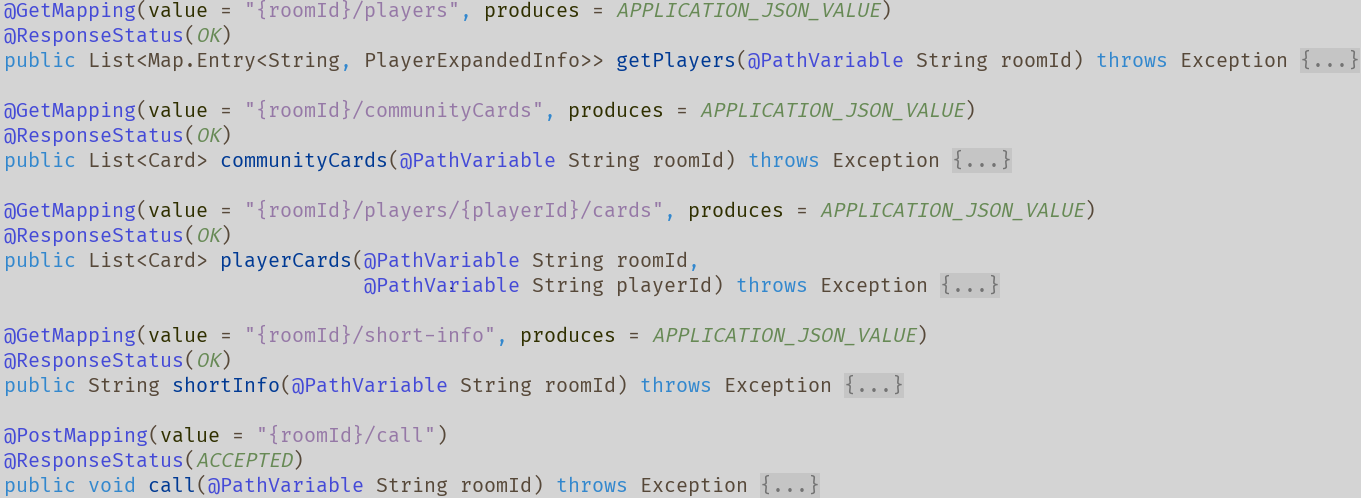 @GetMapping(value = "{roomId}/players", produces = APPLICATION_JSON_VALUE)
@ResponseStatus(OK)
public List<Map.Entry<String, PlayerExpandedInfo>> getPlayers(@PathVariable String roomId) throws Exception {...}
@GetMapping(value = "{roomId}/communityCards", produces = APPLICATION_JSON_VALUE)
@ResponseStatus(OK)
public List<Card> communityCards(@PathVariable String roomId) throws Exception {...}
@GetMapping(value = "{roomId}/players/{playerId}/cards", produces = APPLICATION_JSON_VALUE)
@ResponseStatus(OK)
public List<Card> playerCards(@PathVariable String roomId,
@PathVariable String playerId) throws Exception {...}
@GetMapping(value = "{roomId}/short-info", produces = APPLICATION_JSON_VALUE)
@ResponseStatus(OK)
public String shortInfo(@PathVariable String roomId) throws Exception {...}
@PostMapping(value = "{roomId}/call")
@ResponseStatus(ACCEPTED)
public void call(@PathVariable String roomId) throws Exception {...}